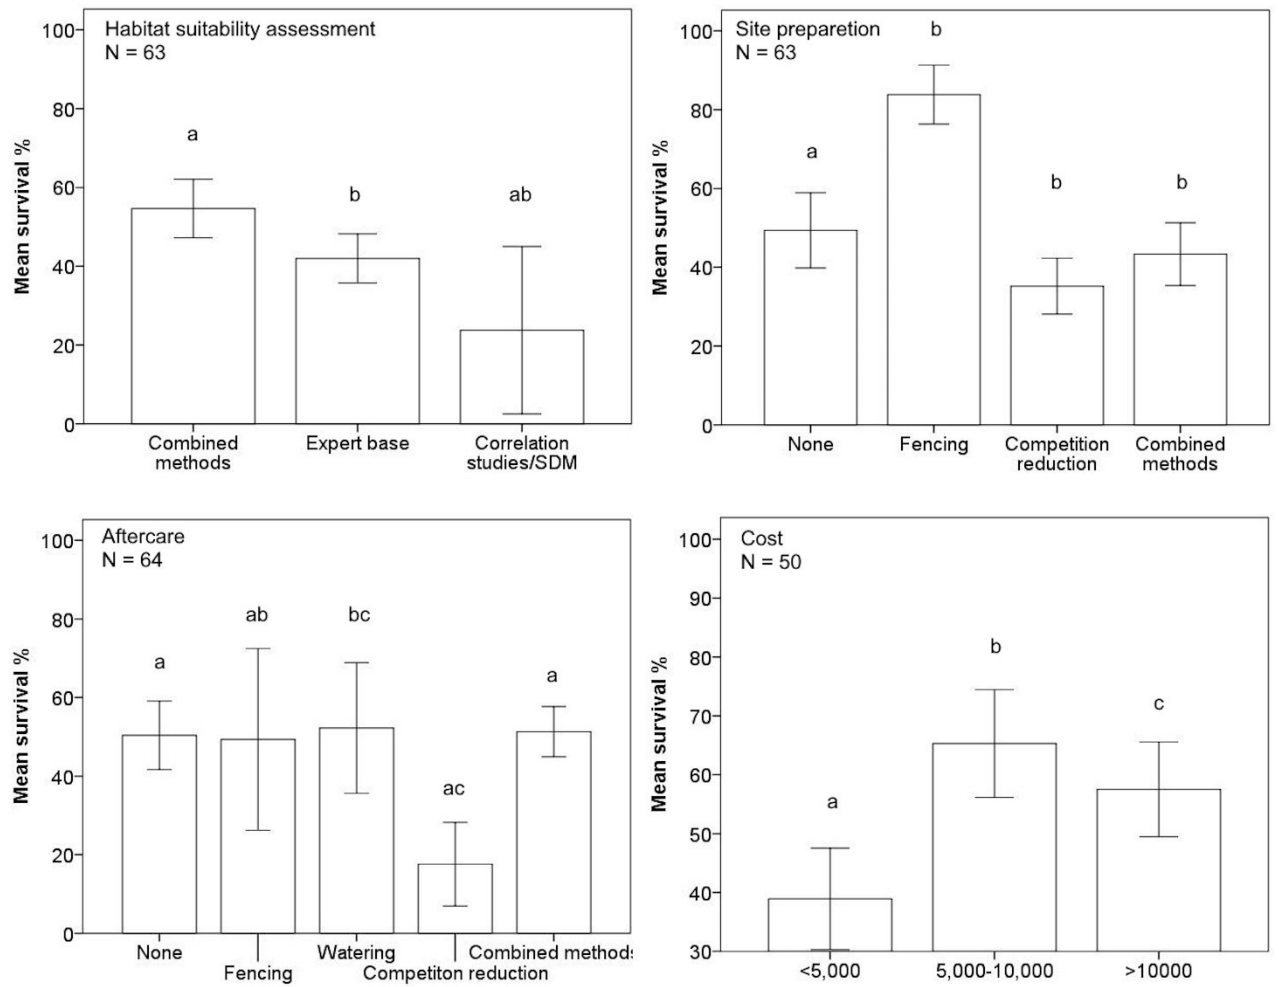 Habitat suitability assessment
N = 63
Mean survival %
100
80
60
40
20
0
a
b
ab
Combined
methods
Expert base
Correlation
studies/SDM
Site preparetion
N = 63
Mean survival %
100
80
60
40
20
0
a
b
b
b
None
Fencing
Competition
reduction
Combined
methods
Aftercare
N = 64
Mean survival %
100
80
60
40
20
0
a
ab
bc
ac
a
None
Fencing
Watering
Competiton reduction
Combined methods
Cost
N = 50
Mean survival %
100
90
80
70
60
50
40
30
a
b
c
<5,000
5,000-10,000
>10000